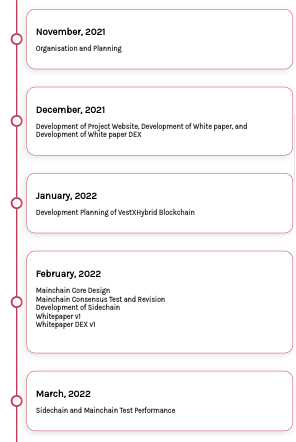 November, 2021
Organisation and Planning
December, 2021
Development of Project Website, Development of White paper, and
Development of White paper DEX
January, 2022
Development Planning of VestXHybrid Blockchain
February, 2022
Mainchain Core Design
Mainchain Consensus Test and Revision
Development of Sidechain
Whitepaper v1
Whitepaper DEX v1
March, 2022
Sidechain and Mainchain Test Performance